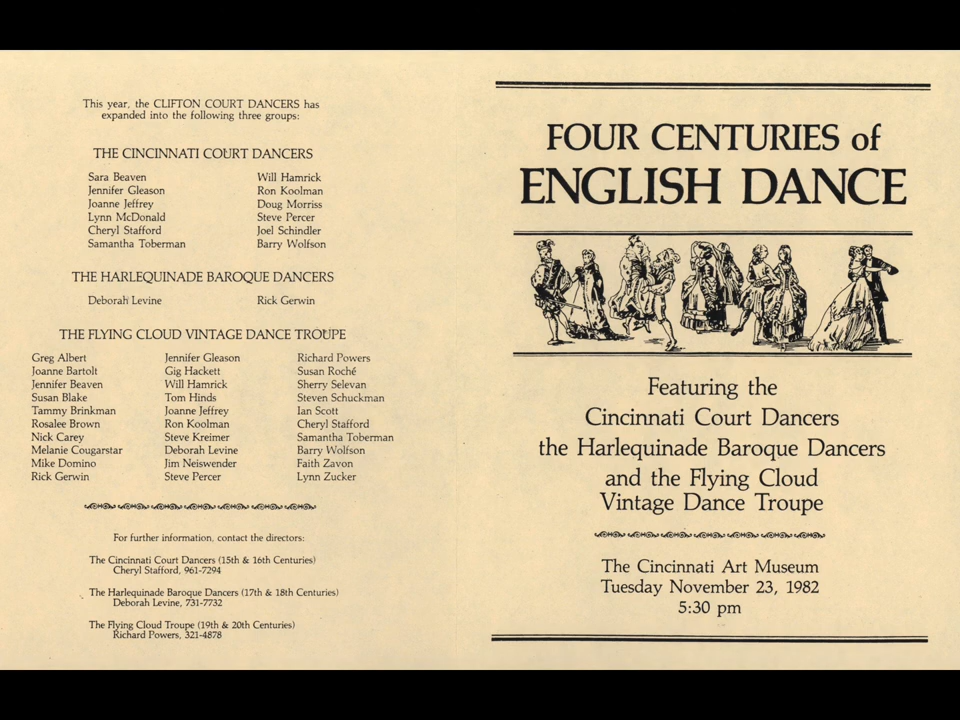 This year, the CLIFTON COURT DANCERS has
expanded into the following three groups:
THE CINCINNATI COURT DANCERS
Sara Beaven
Jennifer Gleason
Joanne Jeffrey
Lynn McDonald
Cheryl Stafford
Samantha Toberman
Will Hamrick
Ron Koolman
Doug Morriss
Steve Percer
Joel Schindler
Barry Wolfson
THE HARLEQUINADE BAROQUE DANCERS
Deborah Levine
Rick Gerwin
THE FLYING CLOUD VINTAGE DANCE TROUPE
Greg Albert
Joanne Bartolt
Jennifer Beaven
Susan Blake
Tammy Brinkman
Rosalee Brown
Nick Carey
Melanie Cougarstar
Mike Domino
Rick Gerwin
Jennifer Gleason
Gig Hackett
Will Hamrick
Tom Hinds
Joanne Jeffrey
Ron Koolman
Steve Kreimer
Deborah Levine
Jim Neiswender
Steve Percer
Richard Powers
Susan Roché
Sherry Selevan
Steven Schuckman
Ian Scott
Cheryl Stafford
Samantha Toberman
Barry Wolfson
Faith Zavon
Lynn Zucker
For further information, contact the directors:
The Cincinnati Court Dancers (15th & 16th Centuries)
Cheryl Stafford, 961-7294
The Harlequinade Baroque Dancers (17th & 18th Centuries)
Deborah Levine, 731-7732
The Flying Cloud Troupe (19th & 20th Centuries)
Richard Powers, 321-4878
FOUR CENTURIES of
ENGLISH DANCE
Featuring the
Cincinnati Court Dancers
the Harlequinade Baroque Dancers
and the Flying Cloud
Vintage Dance Troupe
The Cincinnati Art Museum
Tuesday November 23, 1982
5:30 pm